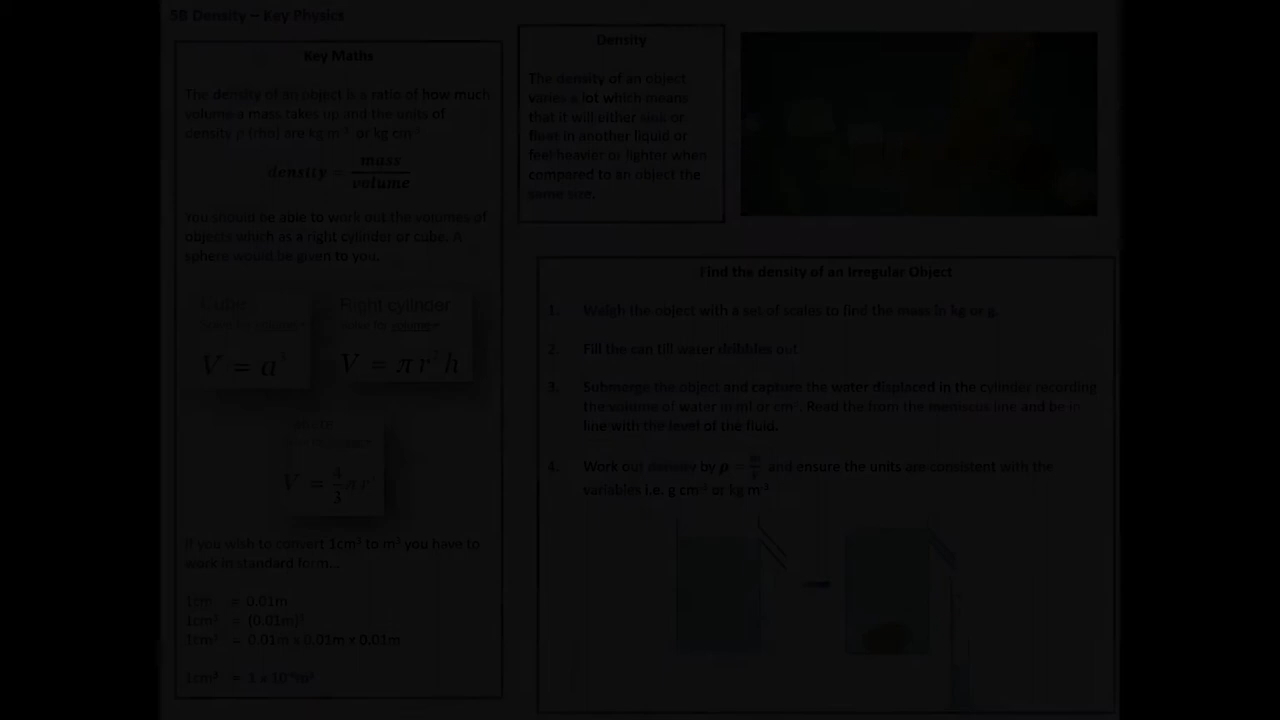 5B Density – Key Physics
Key Maths
The density of an object is a ratio of how much
volume a mass takes up and the units of
density ρ (rho) are kg m⁻³ or kg cm⁻³
density = mass/volume
You should be able to work out the volumes of
objects which as a right cylinder or cube. A
sphere would be given to you.
Cube
Solve for volume
V = a³
Right cylinder
Solve for volume
V = πr²h
V = 4/3 πr³
If you wish to convert 1cm³ to m³ you have to
work in standard form...
1cm = 0.01m
1cm³ = (0.01m)³
1cm³ = 0.01m x 0.01m x 0.01m
1cm³ = 1 x 10⁻⁶m³
Density
The density of an object
varies a lot which means
that it will either sink or
float in another liquid or
feel heavier or lighter when
compared to an object the
same size.
Find the density of an Irregular Object
1. Weigh the object with a set of scales to find the mass in kg or g.
2. Fill the can till water dribbles out
3. Submerge the object and capture the water displaced in the cylinder recording
the volume of water in ml or cm³. Read the from the meniscus line and be in
line with the level of the fluid.
4. Work out density by ρ = m/v and ensure the units are consistent with the
variables i.e. g cm⁻³ or kg m⁻³